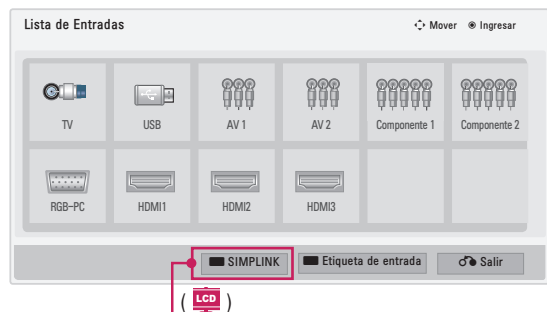 Lista de Entradas
Mover Ingresar
TV USB AV 1 AV 2 Componente 1 Componente 2
RGB-PC HDMI1 HDMI2 HDMI3
SIMPLINK Etiqueta de entrada Salir
( LCD )